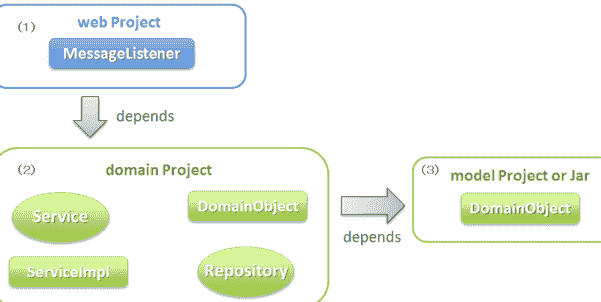 (1)
web Project
MessageListener
depends
(2)
domain Project
Service
DomainObject
ServiceImpl
Repository
depends
(3)
model Project or Jar
DomainObject